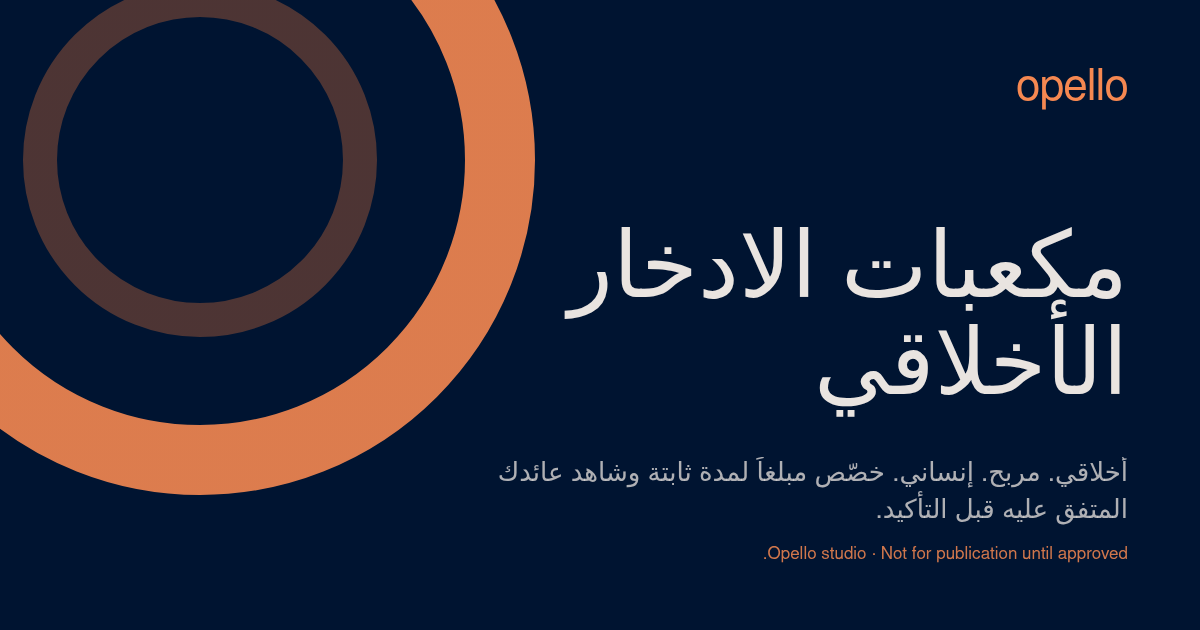 opello
مكعبات الادخار
الأخلاقي
أخلاقي. مربح. إنساني. خصّص مبلغاً لمدة ثابتة وشاهد عائدك
المتفق عليه قبل التأكيد.
.Opello studio · Not for publication until approved